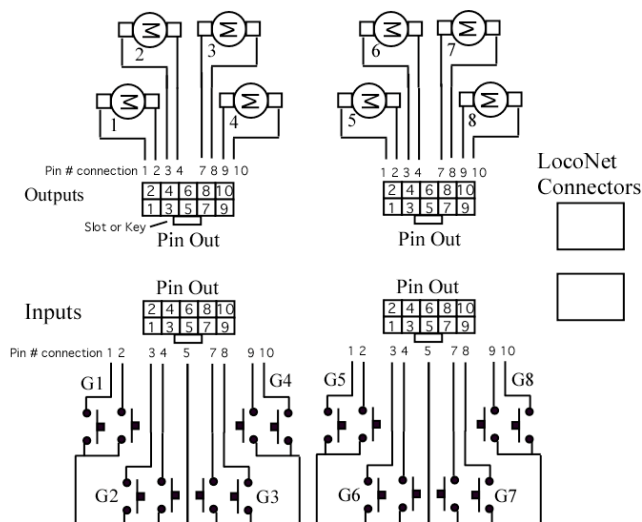 M M M M
2 3 6 7
M M M M
1 4 5 8
Pin # connection 1 2 3 4 7 8 9 10 1 2 3 4 7 8 9 10
LocoNet
Connectors
Outputs
2 4 6 8 10 2 4 6 8 10
1 3 5 7 9 1 3 5 7 9
Slot or Key
Pin Out Pin Out
Pin Out Pin Out
Inputs
2 4 6 8 10 2 4 6 8 10
1 3 5 7 9 1 3 5 7 9
Pin # connection 1 2 3 4 5 7 8 9 10 1 2 3 4 5 7 8 9 10
G1 G4 G5 G8
G2 G3 G6 G7